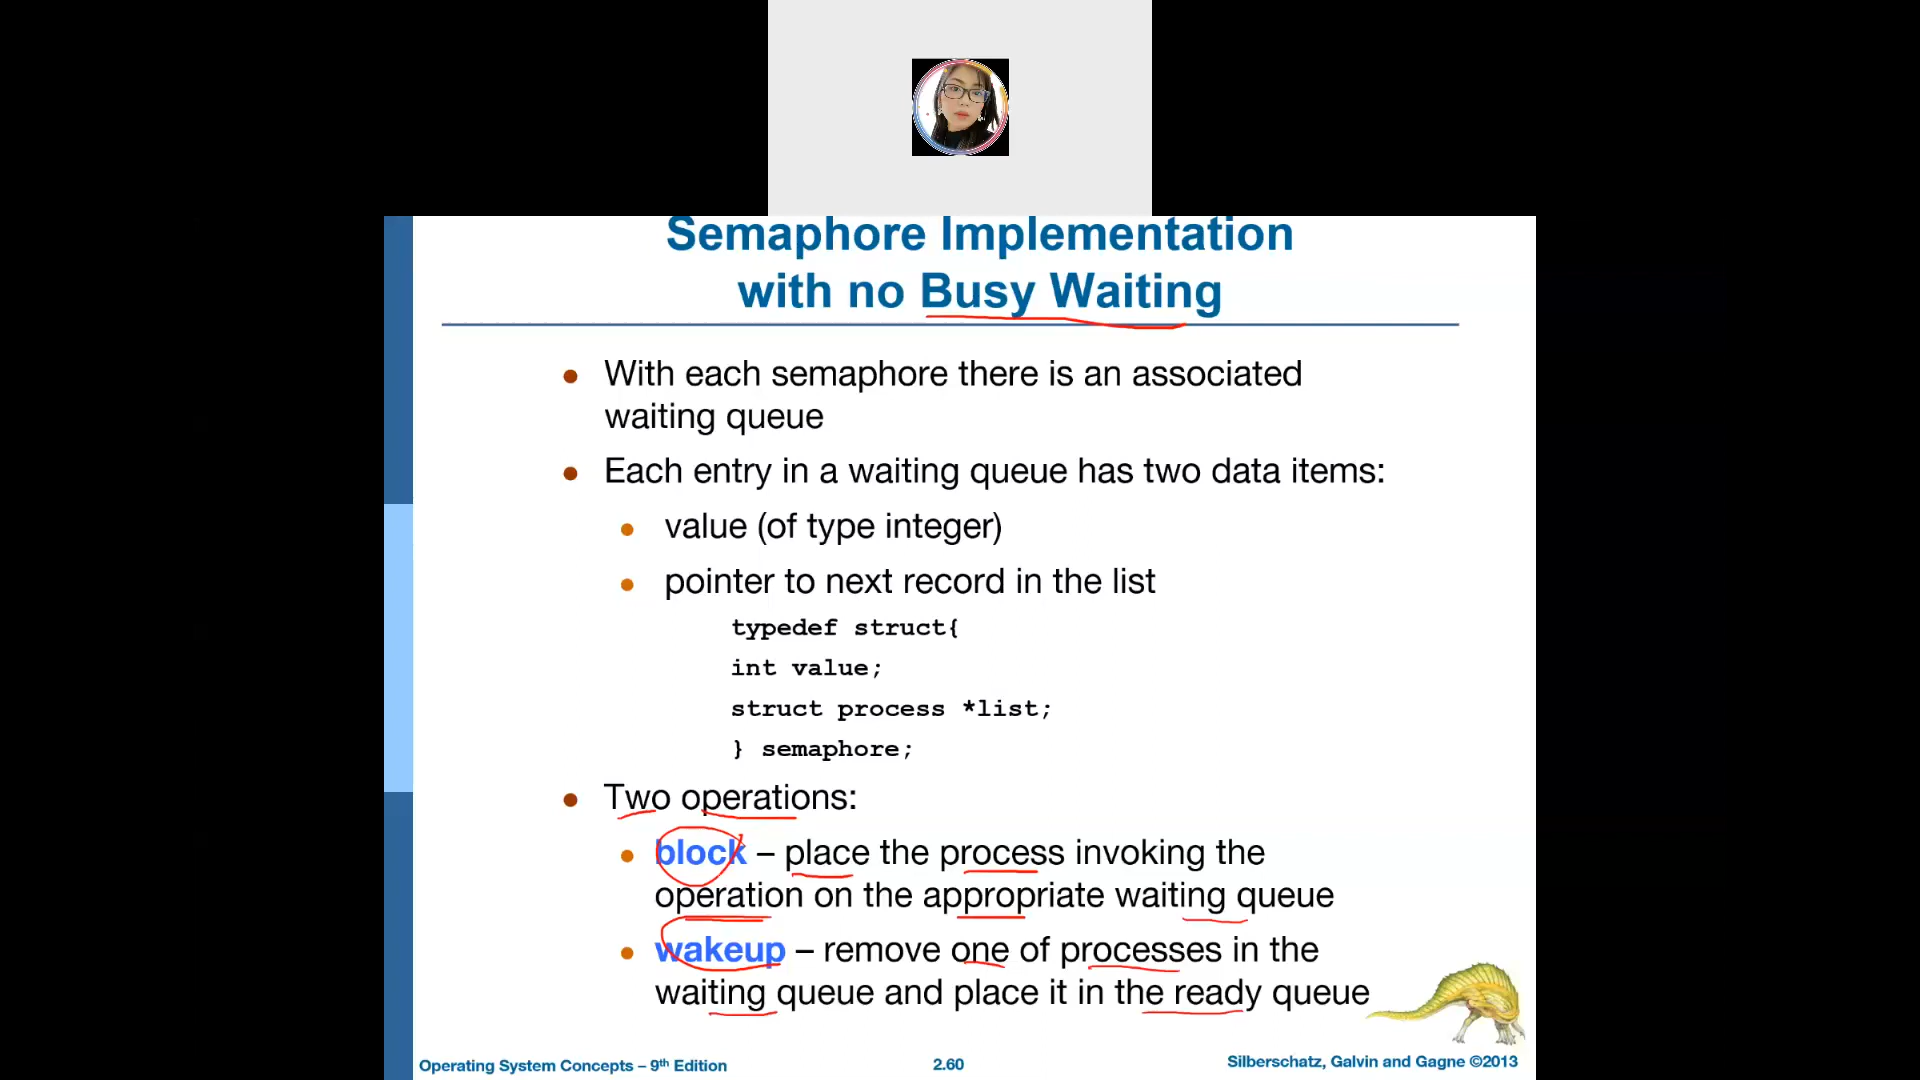 Semaphore Implementation
with no Busy Waiting
• With each semaphore there is an associated
waiting queue
• Each entry in a waiting queue has two data items:
• value (of type integer)
• pointer to next record in the list
typedef struct{
int value;
struct process *list;
} semaphore;
• Two operations:
• block – place the process invoking the
operation on the appropriate waiting queue
• wakeup – remove one of processes in the
waiting queue and place it in the ready queue
Operating System Concepts – 9th Edition
2.60
Silberschatz, Galvin and Gagne ©2013